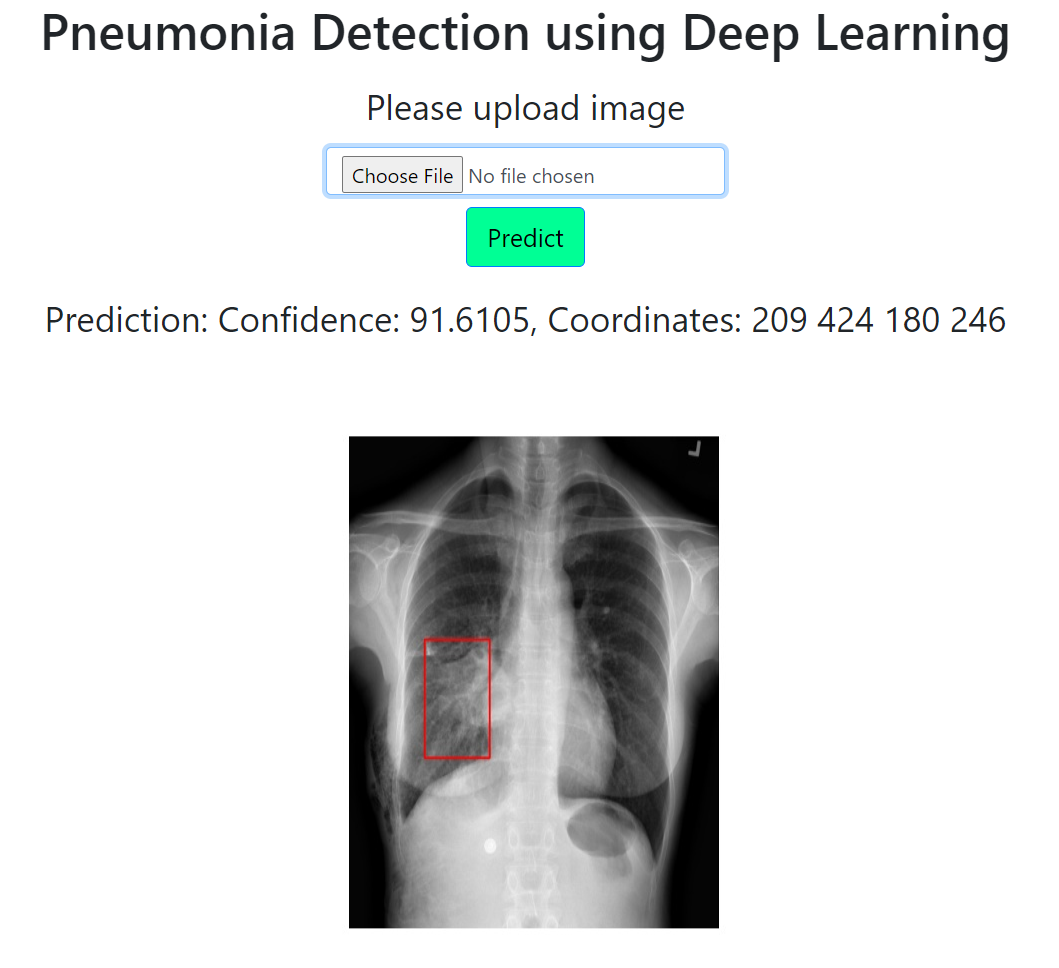 Pneumonia Detection using Deep Learning
Please upload image
Choose File No file chosen
Predict
Prediction: Confidence: 91.6105, Coordinates: 209 424 180 246
L